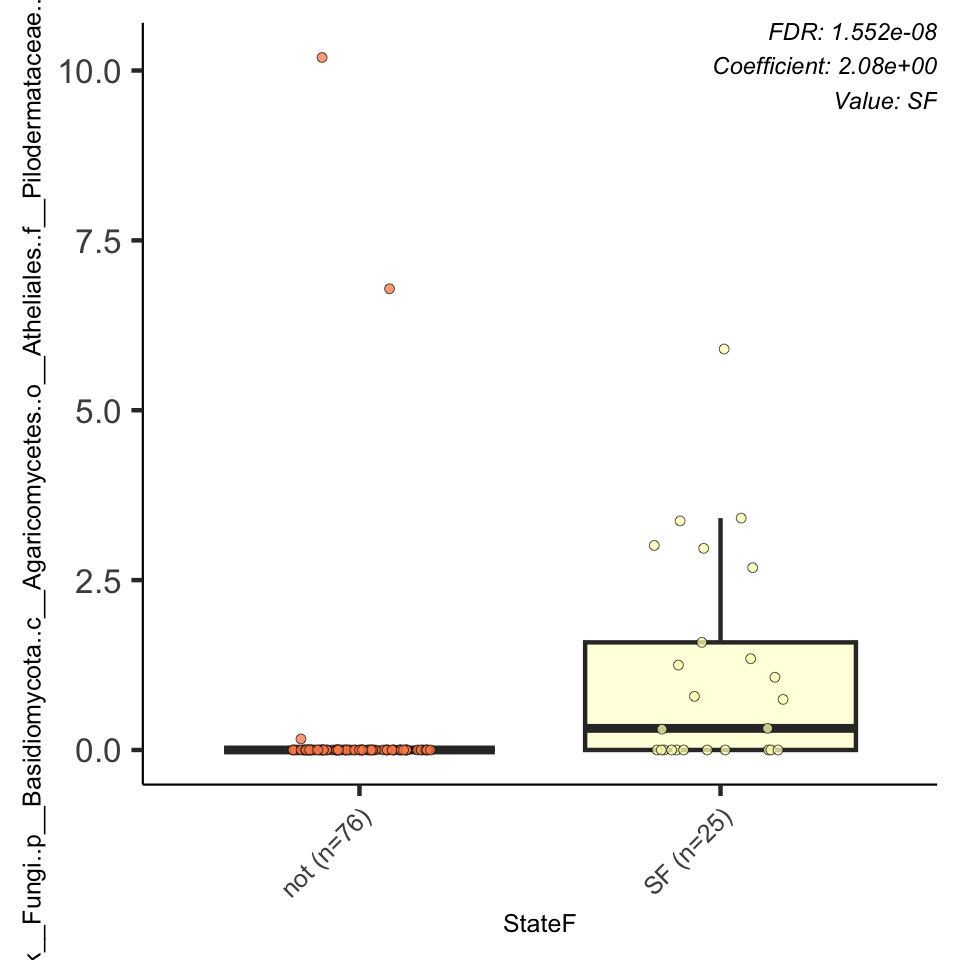 FDR: 1.552e-08
Coefficient: 2.08e+00
Value: SF
k__Fungi..p__Basidiomycota..c__Agaricomycetes..o__Atheliales..f__Pilodermataceae..
10.0
7.5
5.0
2.5
0.0
not (n=76)
SF (n=25)
StateF